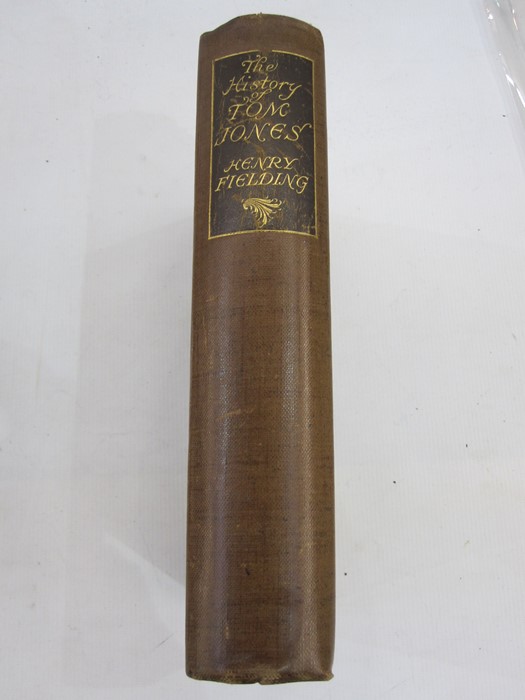 The
History
of
TOM
JONES
HENRY
FIELDING